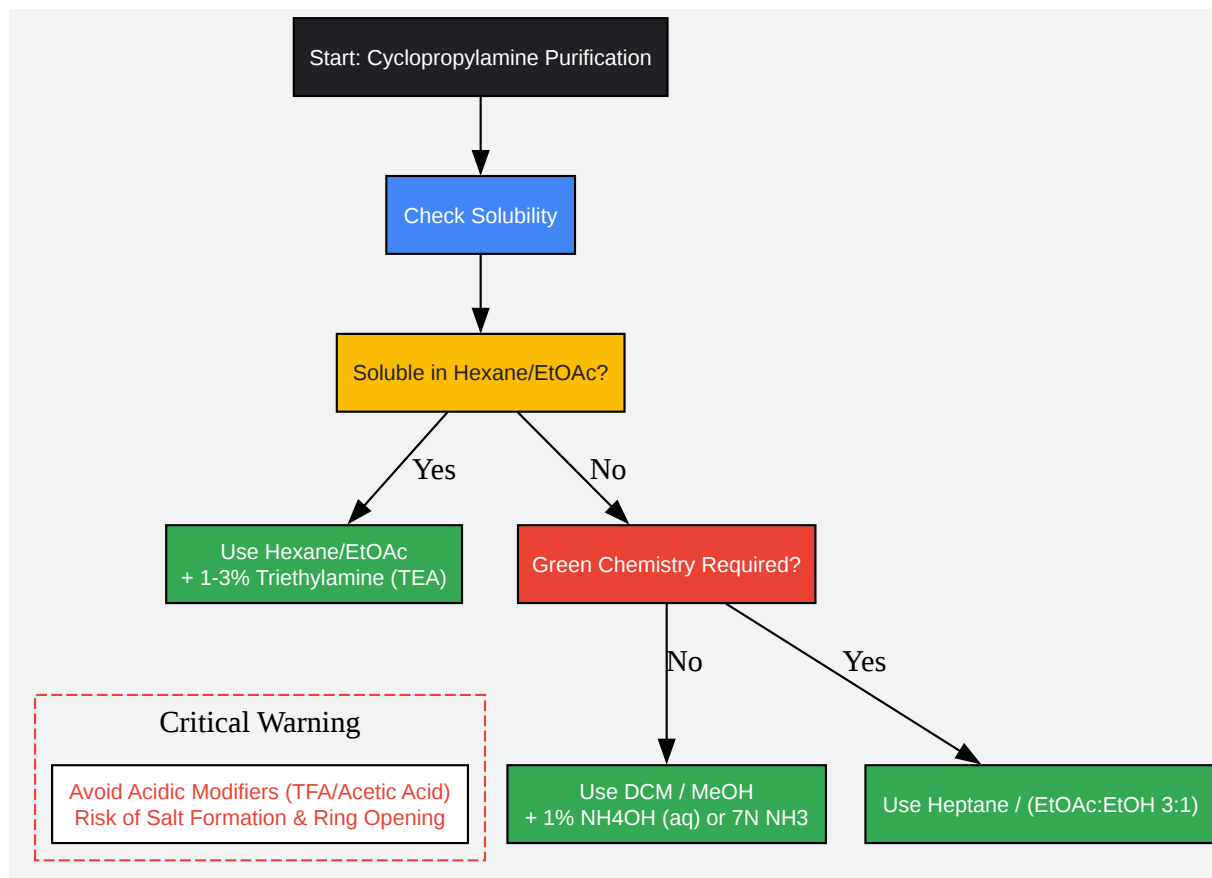 Start: Cyclopropylamine Purification
Check Solubility
Soluble in Hexane/EtOAc?
Yes
No
Use Hexane/EtOAc
+ 1-3% Triethylamine (TEA)
Green Chemistry Required?
No
Yes
Critical Warning
Avoid Acidic Modifiers (TFA/Acetic Acid)
Risk of Salt Formation & Ring Opening
Use DCM / MeOH
+ 1% NH4OH (aq) or 7N NH3
Use Heptane / (EtOAc:EtOH 3:1)